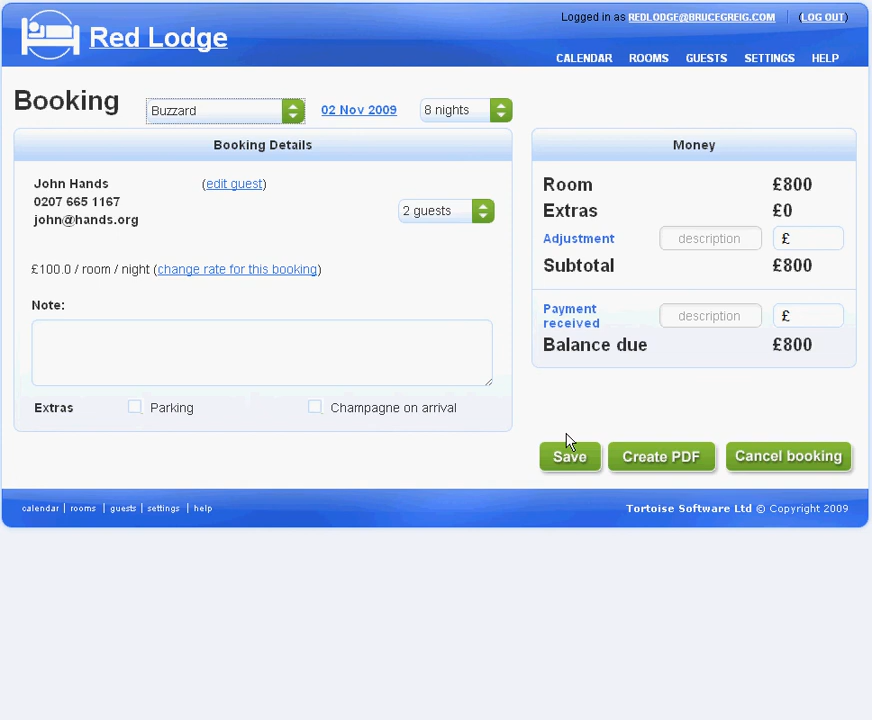 Logged in as REDLODGE@BRUCEGREIG.COM (LOG OUT)
Red Lodge
CALENDAR ROOMS GUESTS SETTINGS HELP
Booking Buzzard 02 Nov 2009 8 nights
Booking Details
John Hands (edit guest)
0207 665 1167
john@hands.org
2 guests
£100.0 / room / night (change rate for this booking)
Note:
Extras Parking Champagne on arrival
Money
Room £800
Extras £0
Adjustment description £
Subtotal £800
Payment
received description £
Balance due £800
Save Create PDF Cancel booking
calendar | rooms | guests | settings | help
Tortoise Software Ltd © Copyright 2009